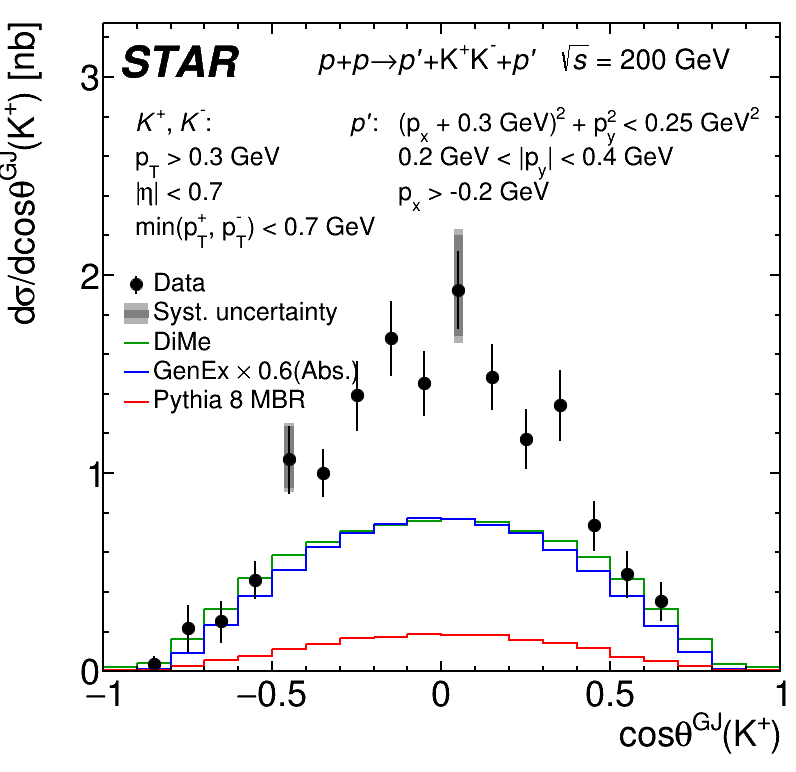 STAR p+p→p′+K⁺K⁻+p′ √s = 200 GeV
K⁺, K⁻: p′: (pₓ + 0.3 GeV)² + p_y² < 0.25 GeV²
p_T > 0.3 GeV 0.2 GeV < |p_y| < 0.4 GeV
|η| < 0.7 pₓ > -0.2 GeV
min(p_T⁺, p_T⁻) < 0.7 GeV
Data
Syst. uncertainty
DiMe
GenEx × 0.6(Abs.)
Pythia 8 MBR
dσ/dcosθ^GJ(K⁺) [nb]
3
2
1
0
−1 −0.5 0 0.5 1
cosθ^GJ(K⁺)